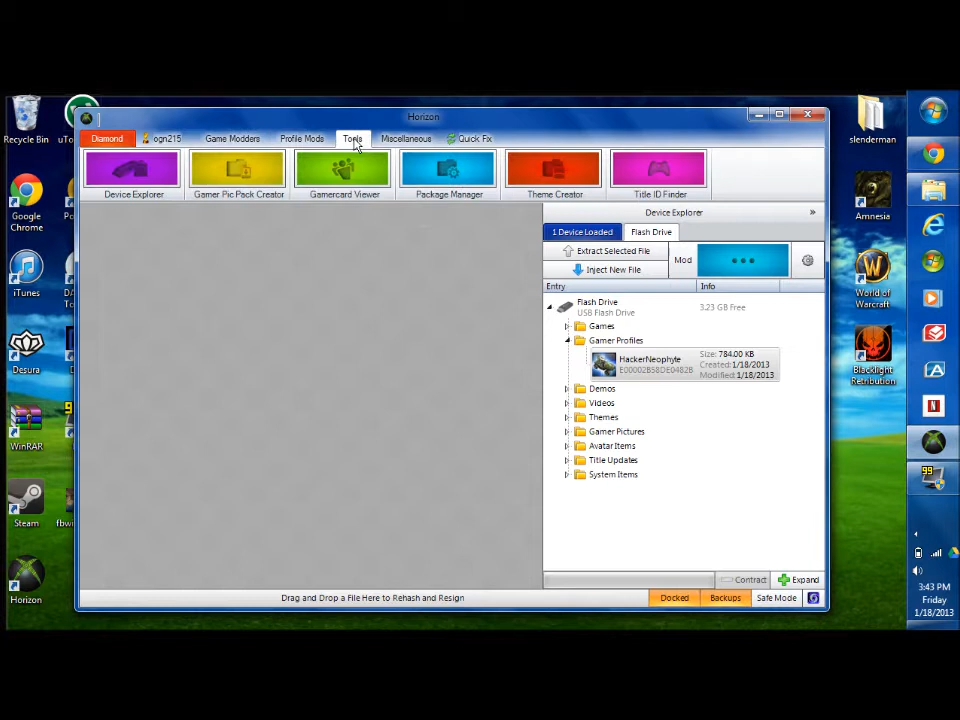 Recycle Bin
uTo
Google
Chrome
iTunes
To
Desura
WinRAR
Steam
fbwi
Horizon
Horizon
Diamond
ogn215
Game Modders
Profile Mods
Tools
Miscellaneous
Quick Fix
Device Explorer
Gamer Pic Pack Creator
Gamercard Viewer
Package Manager
Theme Creator
Title ID Finder
Device Explorer
»
1 Device Loaded
Flash Drive
Extract Selected File
Inject New File
Mod
Entry
Info
Flash Drive
USB Flash Drive
3.23 GB Free
Games
Gamer Profiles
HackerNeophyte
E00002B58DE0482B
Size: 784.00 KB
Created: 1/18/2013
Modified: 1/18/2013
Demos
Videos
Themes
Gamer Pictures
Avatar Items
Title Updates
System Items
Contract
Expand
Drag and Drop a File Here to Rehash and Resign
Docked
Backups
Safe Mode
slenderman
Amnesia
World of
Warcraft
Blacklight
Retribution
99
3:43 PM
Friday
1/18/2013